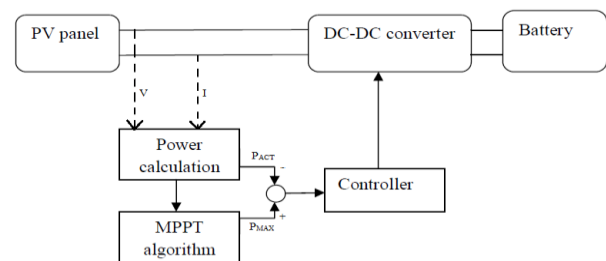 PV panel
DC-DC converter
Battery
V
I
Power
calculation
PACT
-
Controller
+
MPPT
algorithm
PMAX